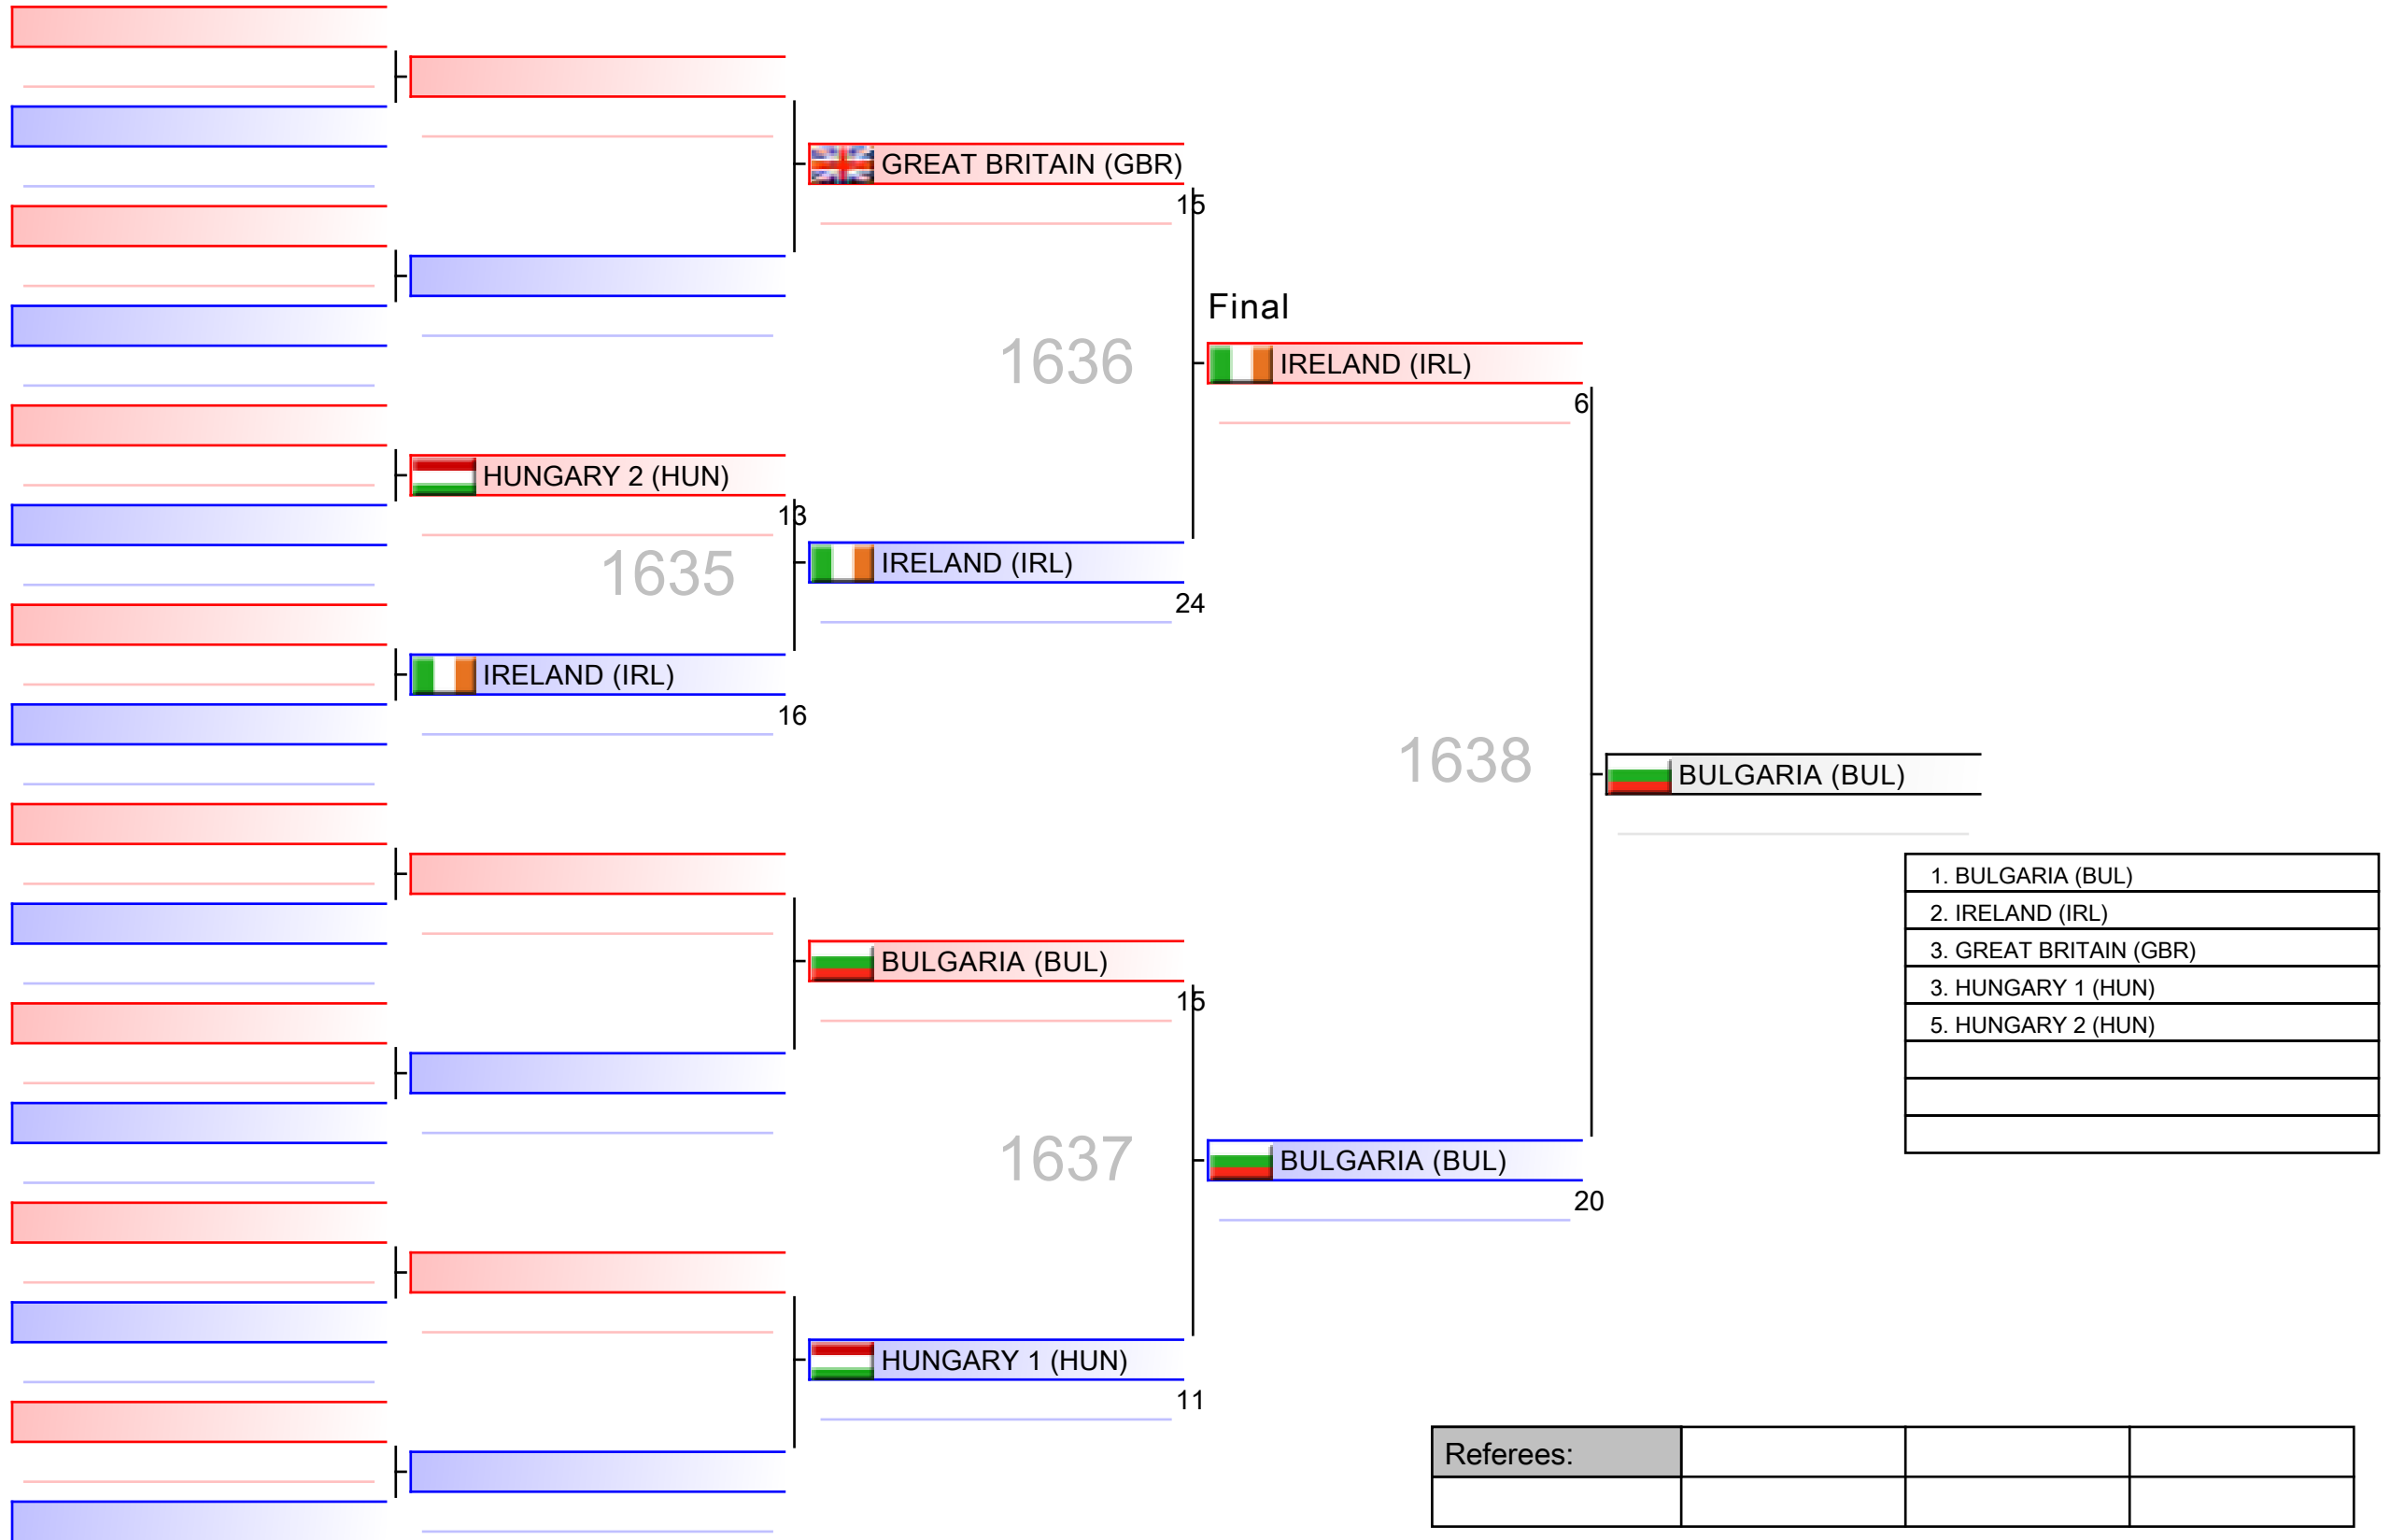 GREAT BRITAIN (GBR)
15
Final
1636
IRELAND (IRL)
6
HUNGARY 2 (HUN)
13
1635
IRELAND (IRL)
24
IRELAND (IRL)
16
1638
BULGARIA (BUL)
1. BULGARIA (BUL)
2. IRELAND (IRL)
3. GREAT BRITAIN (GBR)
3. HUNGARY 1 (HUN)
5. HUNGARY 2 (HUN)
BULGARIA (BUL)
15
1637
BULGARIA (BUL)
20
HUNGARY 1 (HUN)
11
Referees: